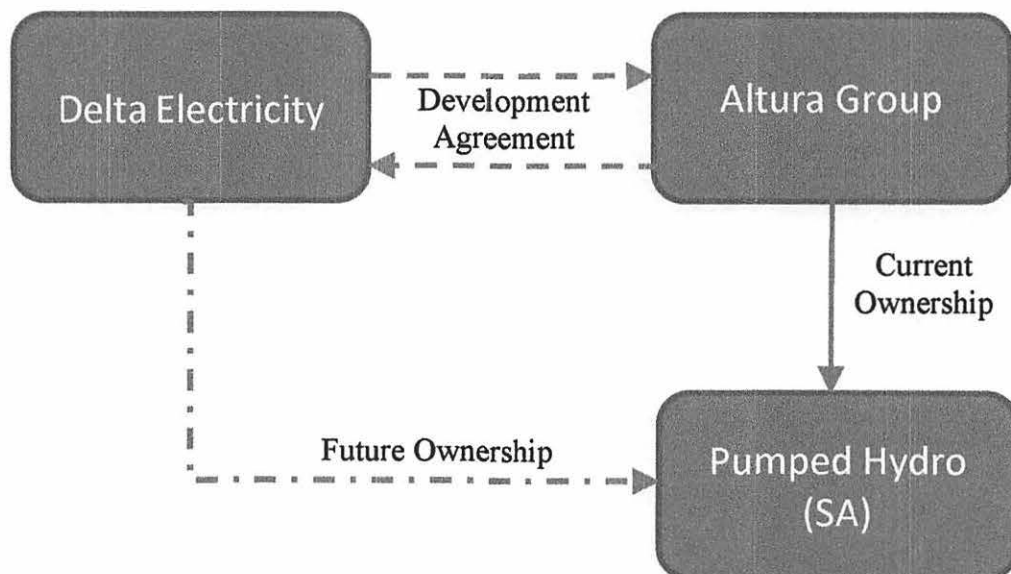 Delta Electricity
Development
Agreement
Altura Group
Current
Ownership
Future Ownership
Pumped Hydro
(SA)